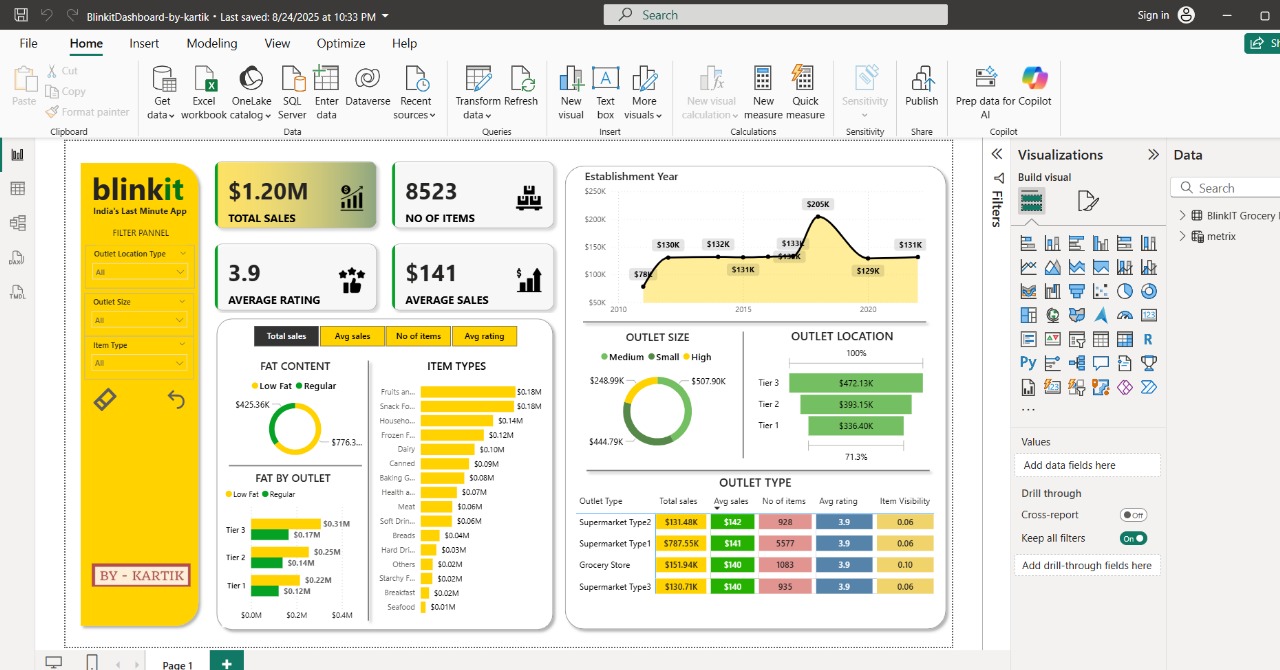 BlinkitDashboard-by-kartik • Last saved: 8/24/2025 at 10:33 PM
Search
Sign in
File Home Insert Modeling View Optimize Help
Paste
Cut
Copy
Format painter
Clipboard
Get data
Excel workbook
OneLake catalog
SQL Server
Enter data
Dataverse
Recent sources
Data
Transform data
Refresh
Queries
New visual
Text box
More visuals
Insert
New visual calculation
New measure
Quick measure
Calculations
Sensitivity
Sensitivity
Publish
Share
Prep data for AI
Copilot
Copilot
blinkit
India's Last Minute App
FILTER PANNEL
Outlet Location Type
All
Outlet Size
All
Item Type
All
BY - KARTIK
$1.20M
TOTAL SALES
8523
NO OF ITEMS
3.9
AVERAGE RATING
$141
AVERAGE SALES
Total sales Avg sales No of items Avg rating
FAT CONTENT
Low Fat Regular
$425.36K
$776.3...
FAT BY OUTLET
Low Fat Regular
Tier 3 $0.31M
$0.17M
Tier 2 $0.25M
$0.14M
Tier 1 $0.22M
$0.12M
$0.0M $0.2M $0.4M
ITEM TYPES
Fruits an... $0.18M
Snack Fo... $0.18M
Househo... $0.14M
Frozen F... $0.12M
Dairy $0.10M
Canned $0.09M
Baking G... $0.08M
Health a... $0.07M
Meat $0.06M
Soft Drin... $0.06M
Breads $0.04M
Hard Dri... $0.03M
Others $0.02M
Starchy F... $0.02M
Breakfast $0.02M
Seafood $0.01M
Establishment Year
$250K
$200K
$150K
$100K
$50K
$78K
$130K
$132K
$131K
$133K
$205K
$129K
$131K
2010 2015 2020
OUTLET SIZE
Medium Small High
$248.99K
$507.90K
$444.79K
OUTLET LOCATION
100%
Tier 3 $472.13K
Tier 2 $393.15K
Tier 1 $336.40K
71.3%
OUTLET TYPE
Outlet Type Total sales Avg sales No of items Avg rating Item Visibility
Supermarket Type2 $131.48K $142 928 3.9 0.06
Supermarket Type1 $787.55K $141 5577 3.9 0.06
Grocery Store $151.94K $140 1083 3.9 0.10
Supermarket Type3 $130.71K $140 935 3.9 0.06
Filters
Visualizations
Build visual
123
R
Py
...
Values
Add data fields here
Drill through
Cross-report Off
Keep all filters On
Add drill-through fields here
Data
Search
BlinkIT Grocery
metrix
DAX
TMDL
Page 1